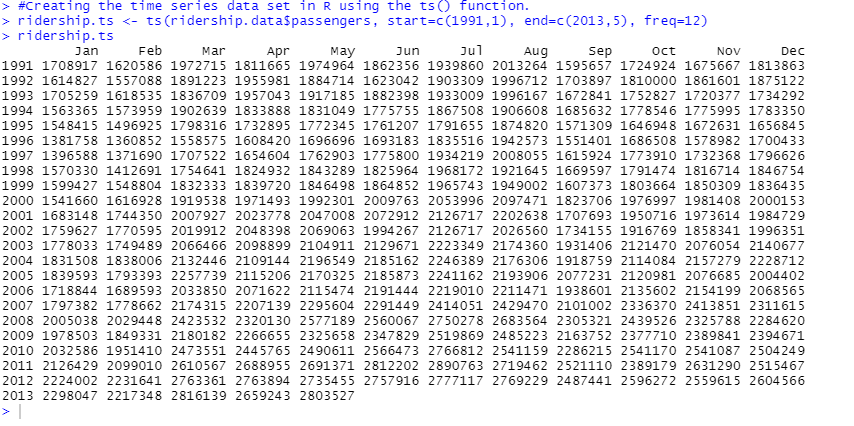 > #Creating the time series data set in R using the ts() function.
> ridership.ts <- ts(ridership.data$passengers, start=c(1991,1), end=c(2013,5), freq=12)
> ridership.ts
Jan Feb Mar Apr May Jun Jul Aug Sep Oct Nov Dec
1991 1708917 1620586 1972715 1811665 1974964 1862356 1939860 2013264 1595657 1724924 1675667 1813863
1992 1614827 1557088 1891223 1955981 1884714 1623042 1903309 1996712 1703897 1810000 1861601 1875122
1993 1705259 1618535 1836709 1957043 1917185 1882398 1933009 1996167 1672841 1752827 1720377 1734292
1994 1563365 1573959 1902639 1833888 1831049 1775755 1867508 1906608 1685632 1778546 1775995 1783350
1995 1548415 1496925 1798316 1732895 1772345 1761207 1791655 1874820 1571309 1646948 1672631 1656845
1996 1381758 1360852 1558575 1608420 1696696 1693183 1835516 1942573 1551401 1686508 1578982 1700433
1997 1396588 1371690 1707522 1654604 1762903 1775800 1934219 2008055 1615924 1773910 1732368 1796626
1998 1570330 1412691 1754641 1824932 1843289 1825964 1968172 1921645 1669597 1791474 1816714 1846754
1999 1599427 1548804 1832333 1839720 1846498 1864852 1965743 1949002 1607373 1803664 1850309 1836435
2000 1541660 1616928 1919538 1971493 1992301 2009763 2053996 2097471 1823706 1976997 1981408 2000153
2001 1683148 1744350 2007927 2023778 2047008 2072912 2126717 2202638 1707693 1950716 1973614 1984729
2002 1759627 1770595 2019912 2048398 2069063 1994267 2126717 2026560 1734155 1916769 1858341 1996351
2003 1778033 1749489 2066466 2098899 2104911 2129671 2223349 2174360 1931406 2121470 2076054 2140677
2004 1831508 1838006 2132446 2109144 2196549 2185162 2246389 2176306 1918759 2114084 2157279 2228712
2005 1839593 1793393 2257739 2115206 2170325 2185873 2241162 2193906 2077231 2120981 2076685 2004402
2006 1718844 1689593 2033850 2071622 2115474 2191444 2219010 2211471 1938601 2135602 2154199 2068565
2007 1797382 1778662 2174315 2207139 2295604 2291449 2414051 2429470 2101002 2336370 2413851 2311615
2008 2005038 2029448 2423532 2320130 2577189 2560067 2750278 2683564 2305321 2439526 2325788 2284620
2009 1978503 1849331 2180182 2266655 2325658 2347829 2519869 2485223 2163752 2377710 2389841 2394671
2010 2032586 1951410 2473551 2445765 2490611 2566473 2766812 2541159 2286215 2541170 2541087 2504249
2011 2126429 2099010 2610567 2688955 2691371 2812202 2890763 2719462 2521110 2389179 2631290 2515467
2012 2224002 2231641 2763361 2763894 2735455 2757916 2777117 2769229 2487441 2596272 2559615 2604566
2013 2298047 2217348 2816139 2659243 2803527
>